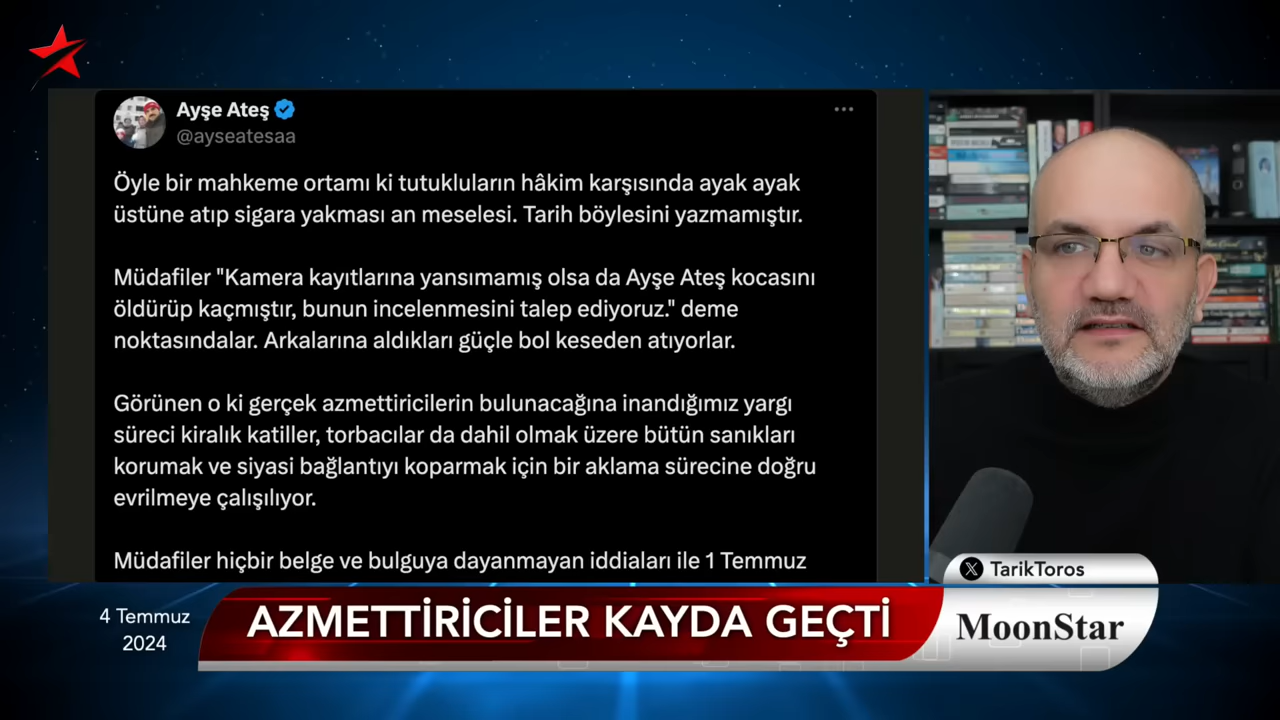 Ayşe Ateş
@ayseatesaa
Öyle bir mahkeme ortamı ki tutukluların hâkim karşısında ayak ayak
üstüne atıp sigara yakması an meselesi. Tarih böylesini yazmamıştır.
Müdafiler "Kamera kayıtlarına yansımamış olsa da Ayşe Ateş kocasını
öldürüp kaçmıştır, bunun incelenmesini talep ediyoruz." deme
noktasındalar. Arkalarına aldıkları güçle bol keseden atıyorlar.
Görünen o ki gerçek azmettiricilerin bulunacağına inandığımız yargı
süreci kiralık katiller, torbacılar da dahil olmak üzere bütün sanıkları
korumak ve siyasi bağlantıyı koparmak için bir aklama sürecine doğru
evrilmeye çalışılıyor.
Müdafiler hiçbir belge ve bulguya dayanmayan iddiaları ile 1 Temmuz
X TarikToros
4 Temmuz
2024
AZMETTİRİCİLER KAYDA GEÇTİ
MoonStar